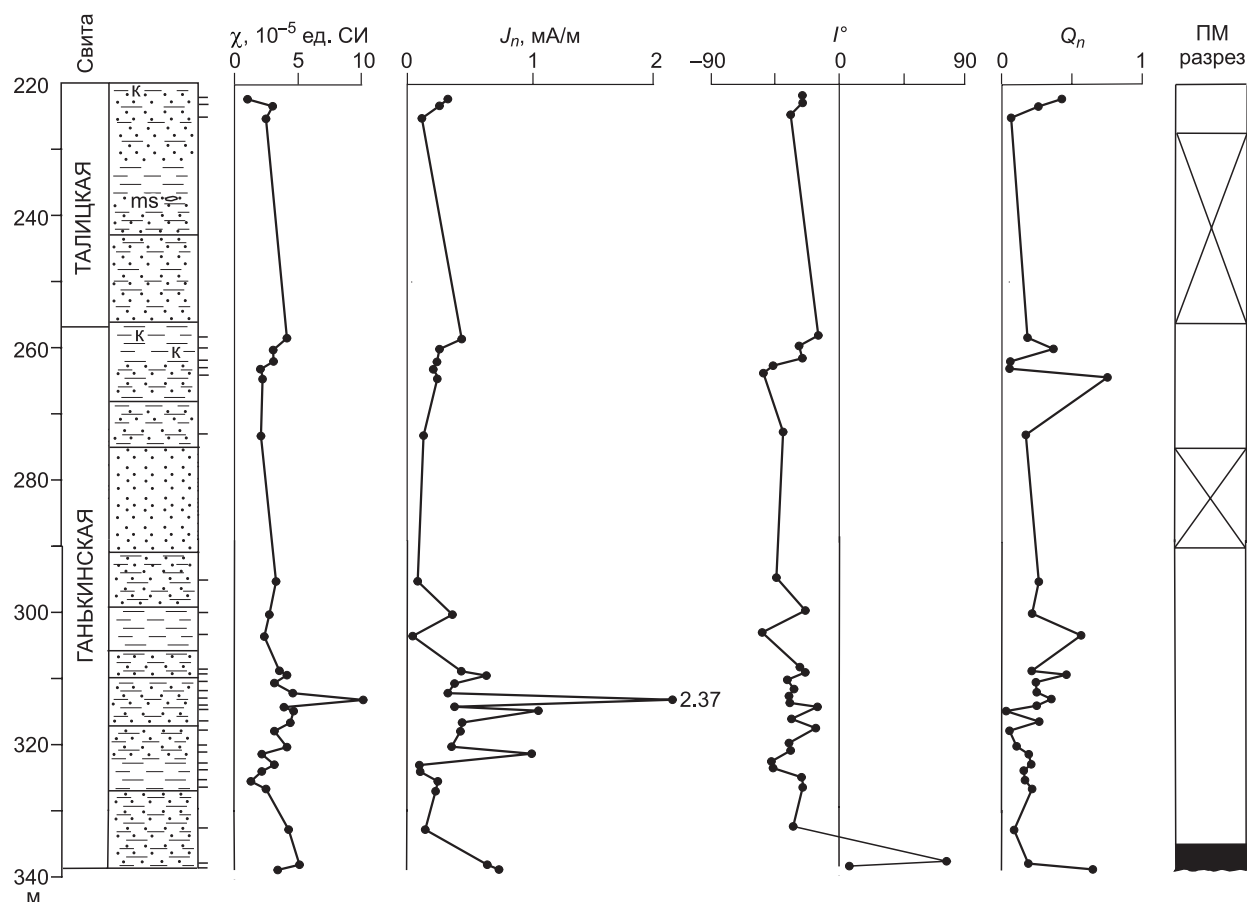 Свита
χ, 10⁻⁵ ед. СИ
Jₙ, мА/м
I°
Qₙ
ПМ
разрез
0 5 10
0 1 2
–90 0 90
0 1
220
240
260
280
300
320
340
м
ТАЛИЦКАЯ
ГАНЬКИНСКАЯ
К
ms
К
К
2.37